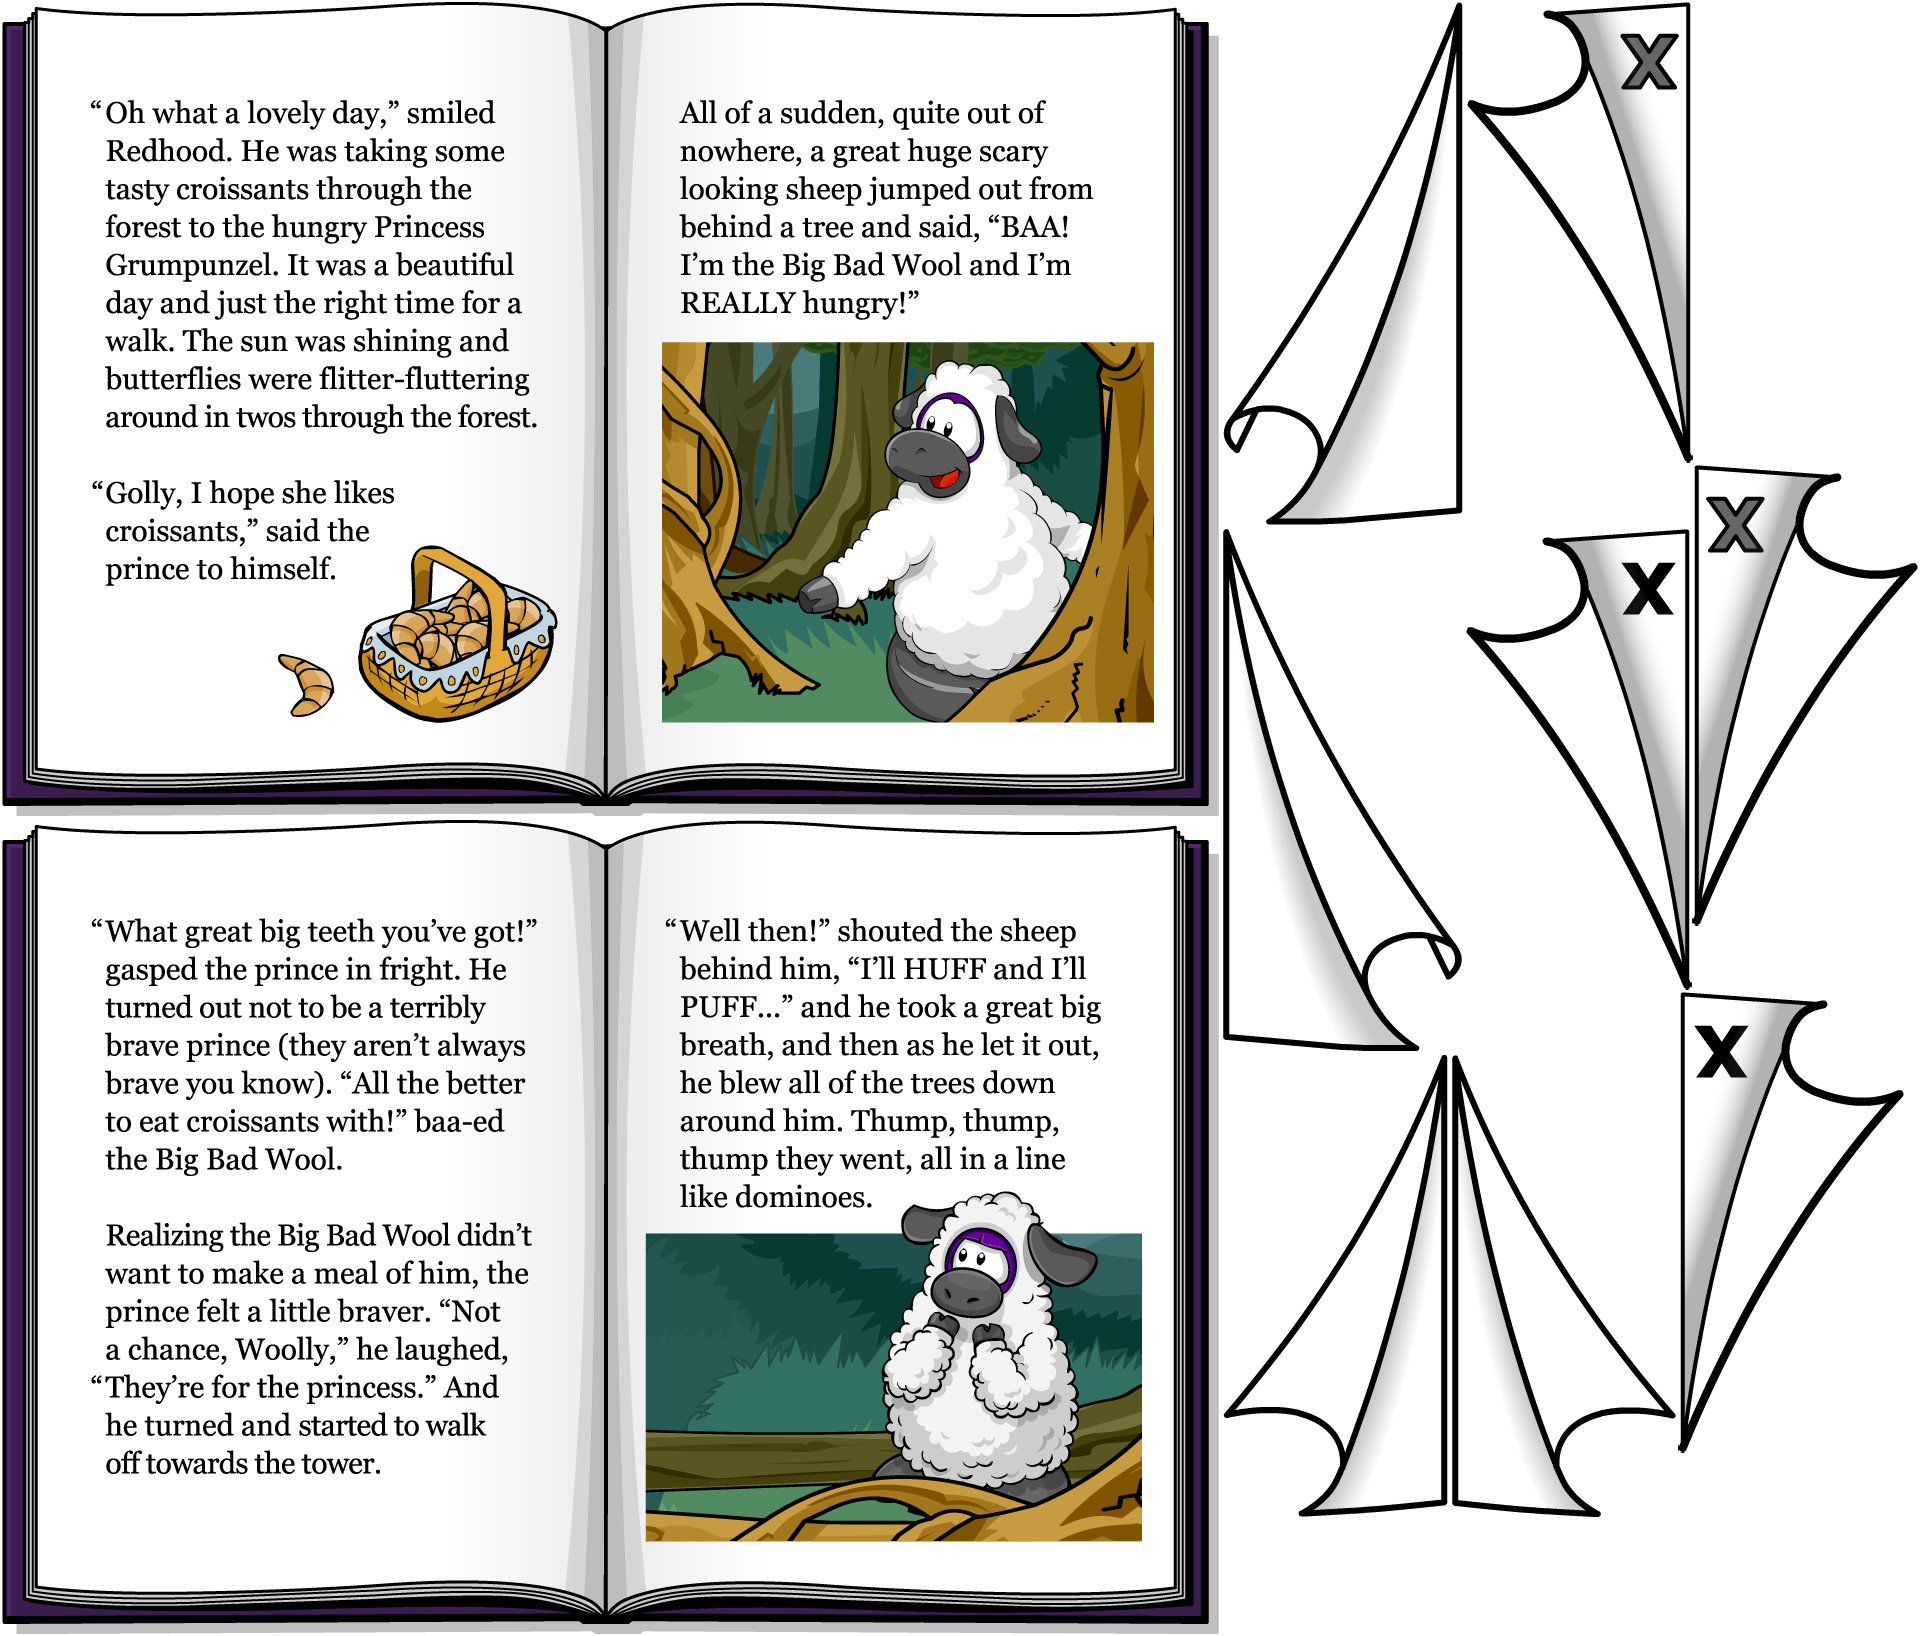 “Oh what a lovely day,” smiled
Redhood. He was taking some
tasty croissants through the
forest to the hungry Princess
Grumpunzel. It was a beautiful
day and just the right time for a
walk. The sun was shining and
butterflies were flitter-fluttering
around in twos through the forest.
“Golly, I hope she likes
croissants,” said the
prince to himself.
All of a sudden, quite out of
nowhere, a great huge scary
looking sheep jumped out from
behind a tree and said, “BAA!
I’m the Big Bad Wool and I’m
REALLY hungry!”
“What great big teeth you’ve got!”
gasped the prince in fright. He
turned out not to be a terribly
brave prince (they aren’t always
brave you know). “All the better
to eat croissants with!” baa-ed
the Big Bad Wool.
Realizing the Big Bad Wool didn’t
want to make a meal of him, the
prince felt a little braver. “Not
a chance, Woolly,” he laughed,
“They’re for the princess.” And
he turned and started to walk
off towards the tower.
“Well then!” shouted the sheep
behind him, “I’ll HUFF and I’ll
PUFF...” and he took a great big
breath, and then as he let it out,
he blew all of the trees down
around him. Thump, thump,
thump they went, all in a line
like dominoes.
X
X
X
X